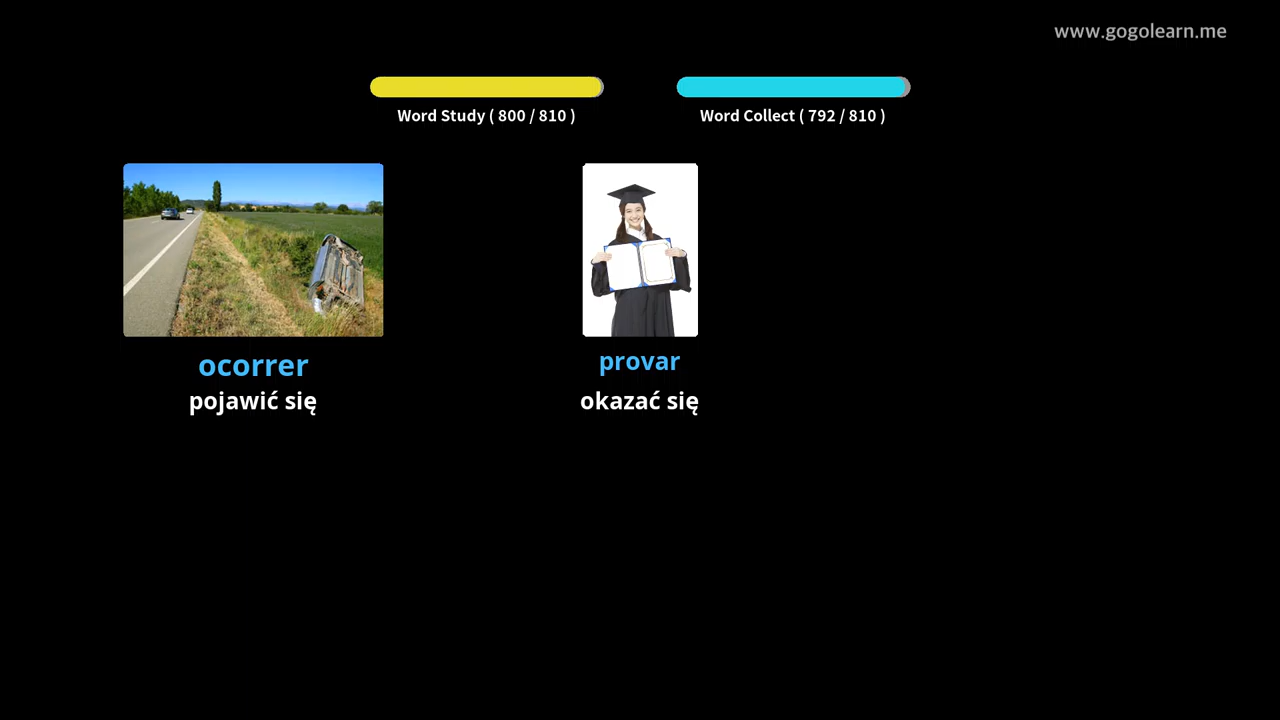 www.gogolearn.me
Word Study ( 800 / 810 )
Word Collect ( 792 / 810 )
ocorrer
pojawić się
provar
okazać się